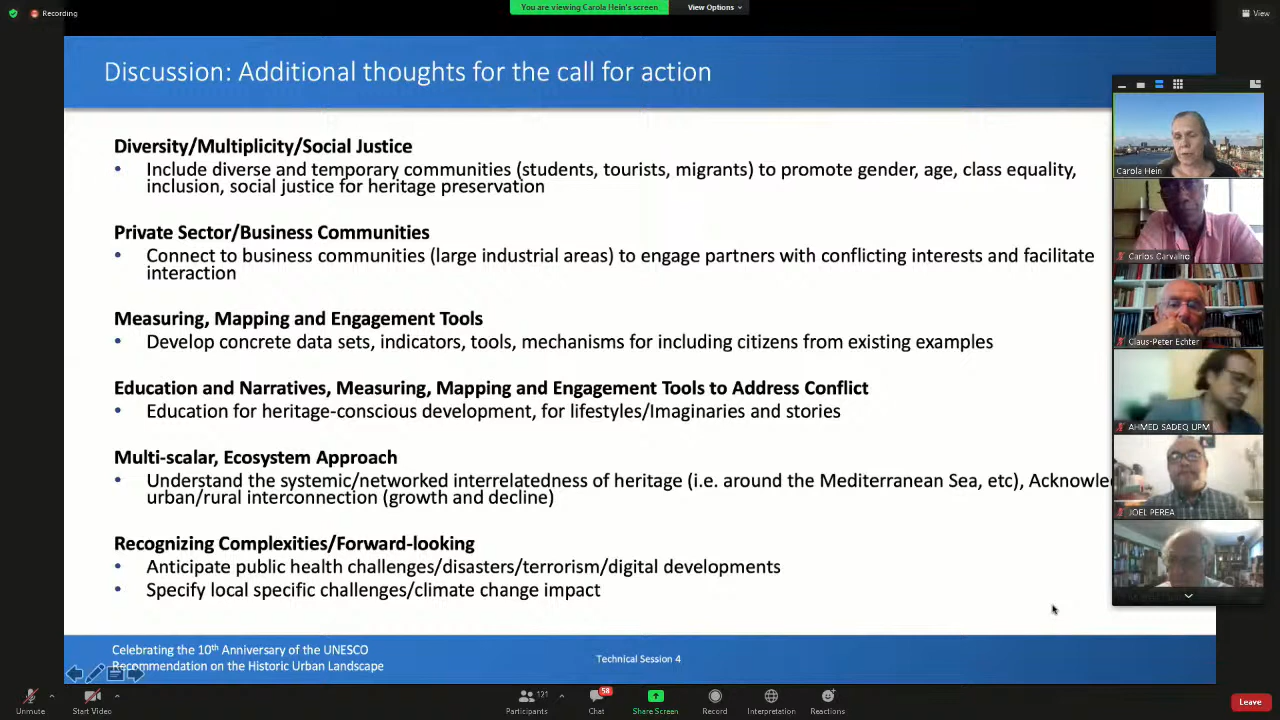 Recording
You are viewing Carola Hein's screen
View Options
View
Discussion: Additional thoughts for the call for action
Diversity/Multiplicity/Social Justice
• Include diverse and temporary communities (students, tourists, migrants) to promote gender, age, class equality,
inclusion, social justice for heritage preservation
Private Sector/Business Communities
• Connect to business communities (large industrial areas) to engage partners with conflicting interests and facilitate
interaction
Measuring, Mapping and Engagement Tools
• Develop concrete data sets, indicators, tools, mechanisms for including citizens from existing examples
Education and Narratives, Measuring, Mapping and Engagement Tools to Address Conflict
• Education for heritage-conscious development, for lifestyles/Imaginaries and stories
Multi-scalar, Ecosystem Approach
• Understand the systemic/networked interrelatedness of heritage (i.e. around the Mediterranean Sea, etc), Acknowle
urban/rural interconnection (growth and decline)
Recognizing Complexities/Forward-looking
• Anticipate public health challenges/disasters/terrorism/digital developments
• Specify local specific challenges/climate change impact
Carola Hein
Carlos Carvalho
Claus-Peter Echter
AHMED SADEQ UPM
JOEL PEREA
Celebrating the 10th Anniversary of the UNESCO
Recommendation on the Historic Urban Landscape
Technical Session 4
Unmute
Start Video
121
Participants
58
Chat
Share Screen
Record
Interpretation
Reactions
Leave